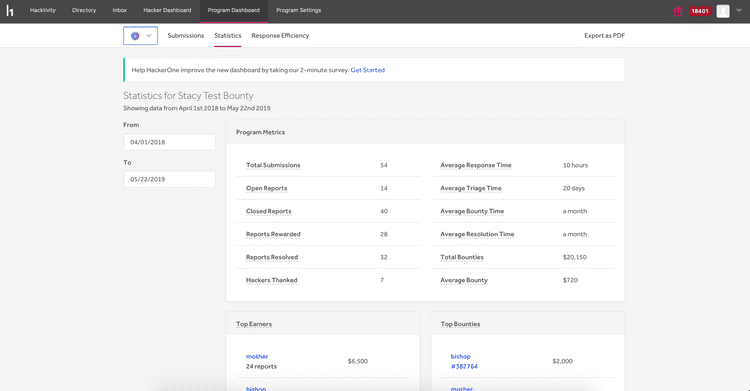 Hacktivity Directory Inbox Hacker Dashboard Program Dashboard Program Settings 18401
Submissions Statistics Response Efficiency Export as PDF
Help HackerOne improve the new dashboard by taking our 2-minute survey. Get Started
Statistics for Stacy Test Bounty
Showing data from April 1st 2018 to May 22nd 2019
From
04/01/2018
To
05/22/2019
Program Metrics
Total Submissions 54 Average Response Time 10 hours
Open Reports 14 Average Triage Time 20 days
Closed Reports 40 Average Bounty Time a month
Reports Rewarded 28 Average Resolution Time a month
Reports Resolved 32 Total Bounties $20,150
Hackers Thanked 7 Average Bounty $720
Top Earners Top Bounties
mother $6,500 bishop $2,000
24 reports #382764
bishop mother